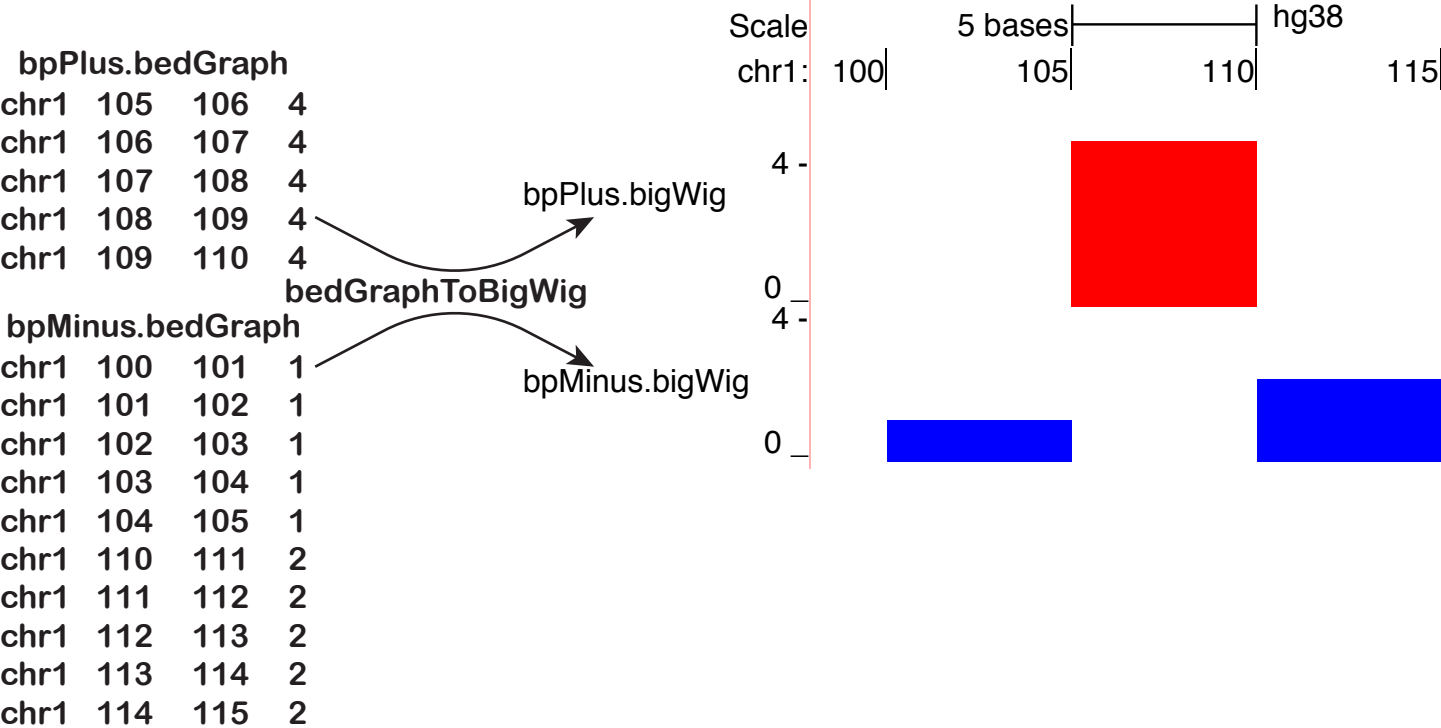 bpPlus.bedGraph
chr1 105 106 4
chr1 106 107 4
chr1 107 108 4
chr1 108 109 4
chr1 109 110 4
bedGraphToBigWig
bpMinus.bedGraph
chr1 100 101 1
chr1 101 102 1
chr1 102 103 1
chr1 103 104 1
chr1 104 105 1
chr1 110 111 2
chr1 111 112 2
chr1 112 113 2
chr1 113 114 2
chr1 114 115 2
bpPlus.bigWig
bpMinus.bigWig
Scale 5 bases hg38
chr1: 100 105 110 115
4 -
0 _
4 -
0 _